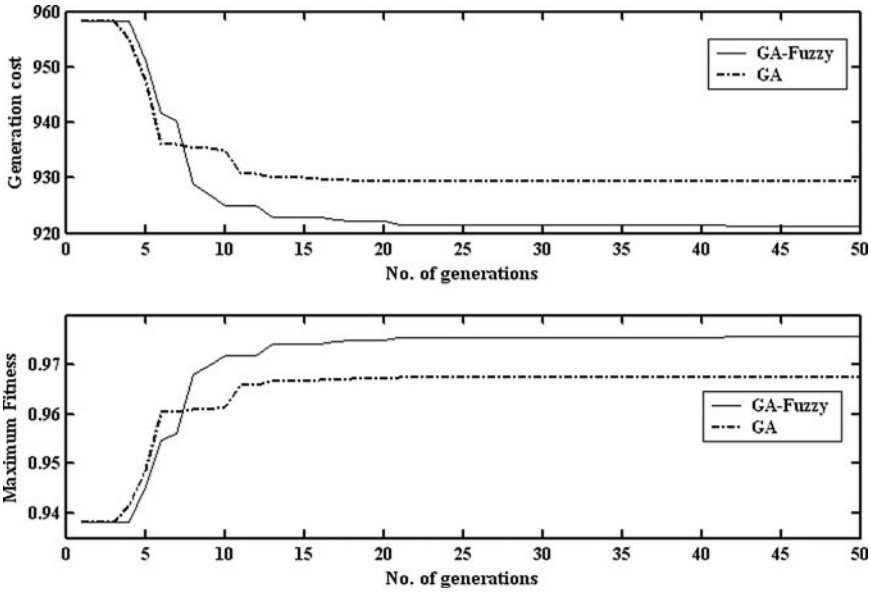 960
950
940
930
920
Generation cost
GA-Fuzzy
GA
0 5 10 15 20 25 30 35 40 45 50
No. of generations
0.97
0.96
0.95
0.94
Maximum Fitness
GA-Fuzzy
GA
0 5 10 15 20 25 30 35 40 45 50
No. of generations